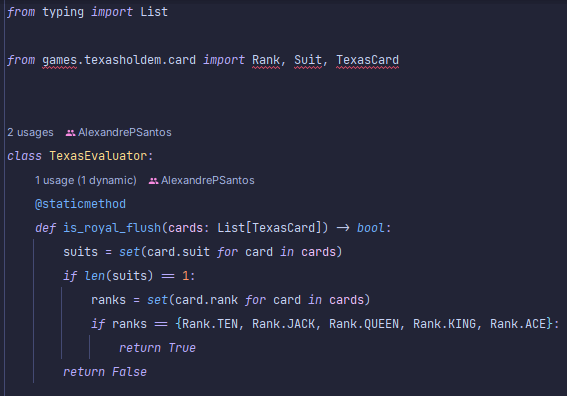 from typing import List
from games.texasholdem.card import Rank, Suit, TexasCard
2 usages AlexandrePSantos
class TexasEvaluator:
1 usage (1 dynamic) AlexandrePSantos
@staticmethod
def is_royal_flush(cards: List[TexasCard]) -> bool:
suits = set(card.suit for card in cards)
if len(suits) == 1:
ranks = set(card.rank for card in cards)
if ranks == {Rank.TEN, Rank.JACK, Rank.QUEEN, Rank.KING, Rank.ACE}:
return True
return False